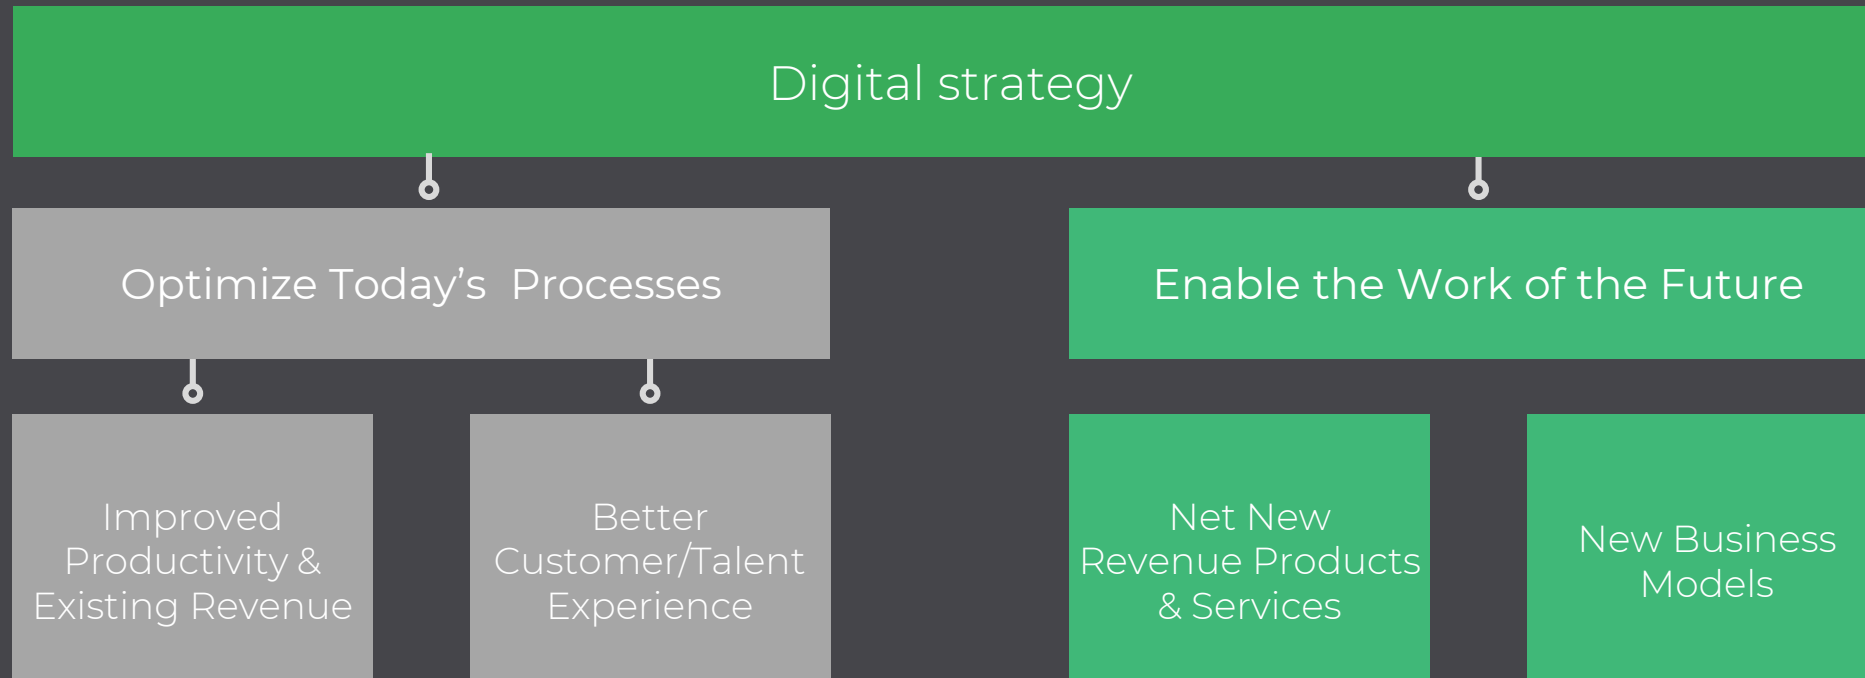 Digital strategy
Optimize Today’s  Processes
Enable the Work of the Future
Improved
Productivity &
Existing Revenue
Better
Customer/Talent
Experience
Net New
Revenue Products
& Services
New Business
Models